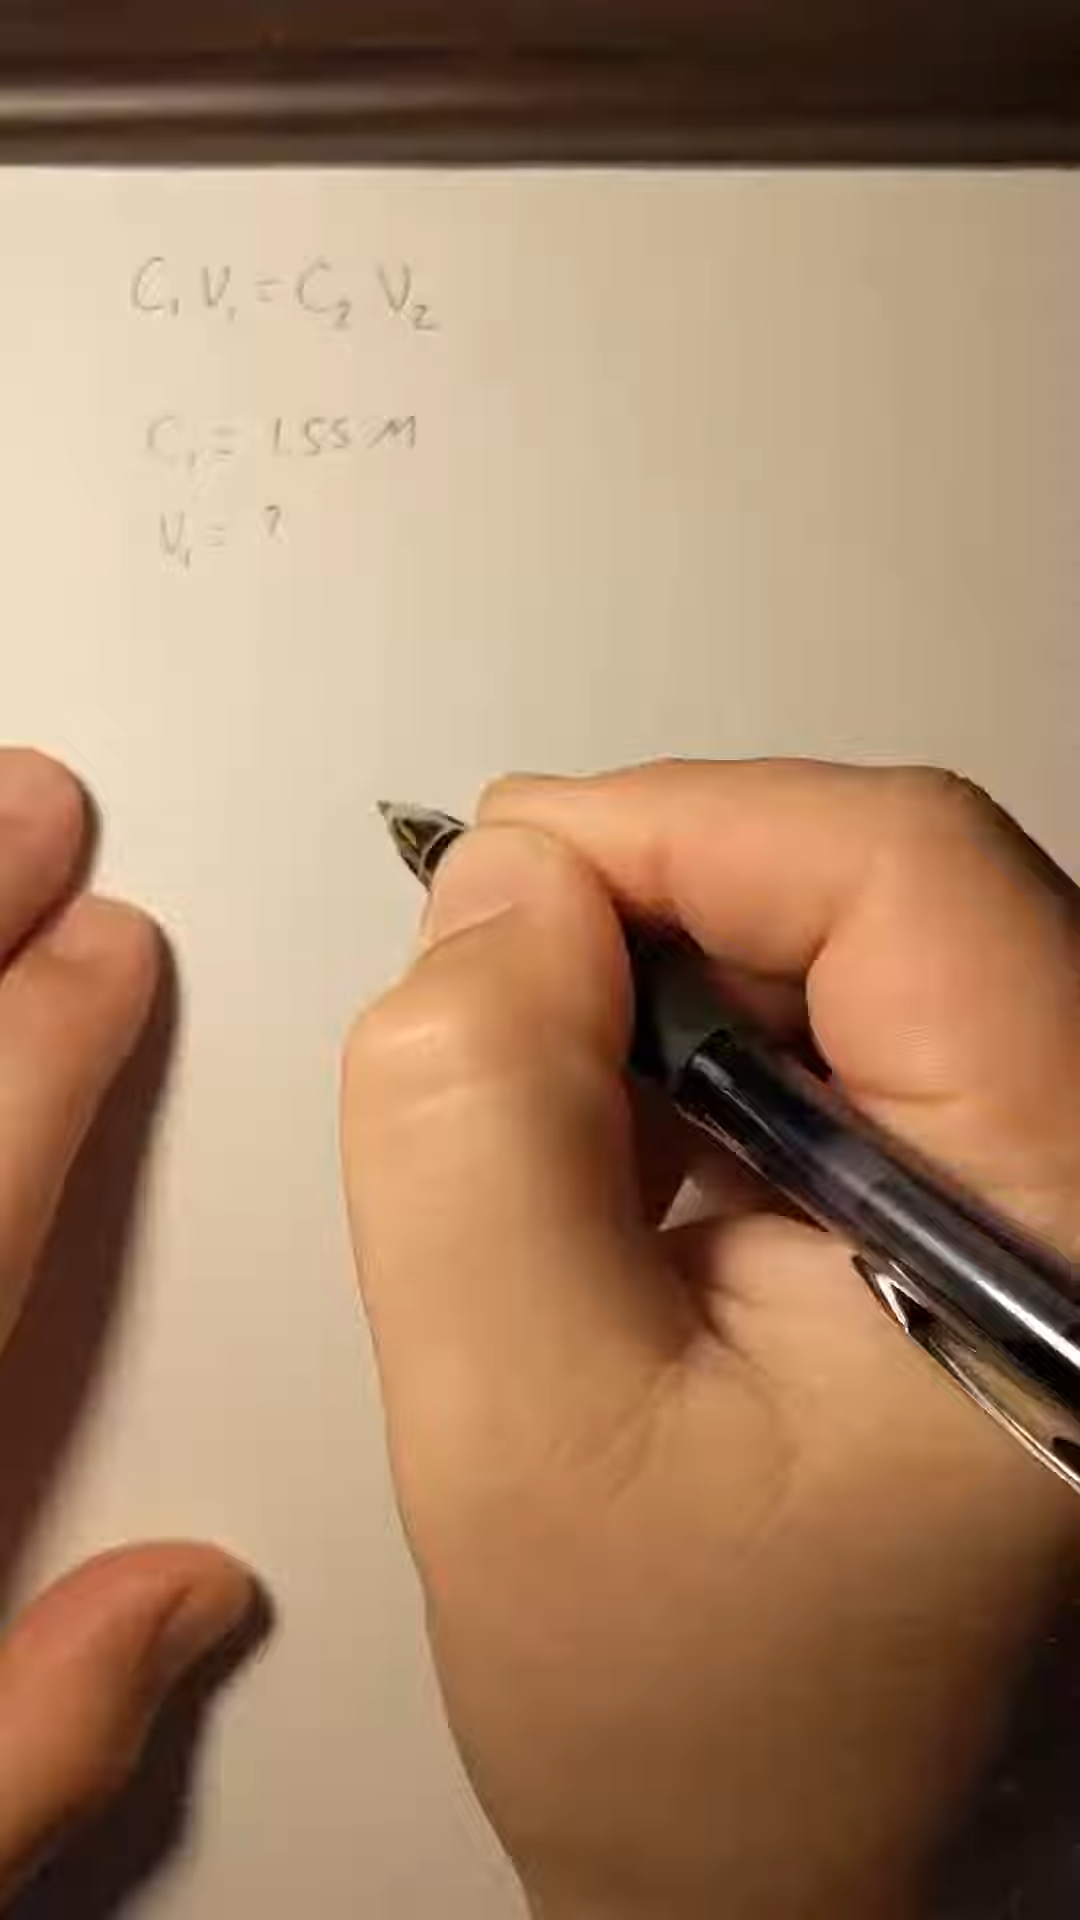 C₁ V₁ = C₂ V₂
C₁ = 1.55 M
V₁ = ?